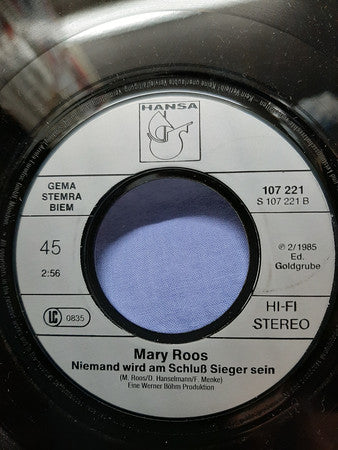 HANSA
GEMA
STEMRA
BIEM
107 221
S 107 221 B
45
2:56
℗ 2/1985
Ed.
Goldgrube
LC 0835
HI-FI
STEREO
Mary Roos
Niemand wird am Schluß Sieger sein
(M. Roos/D. Hanselmann/F. Menke)
Eine Werner Böhm Produktion